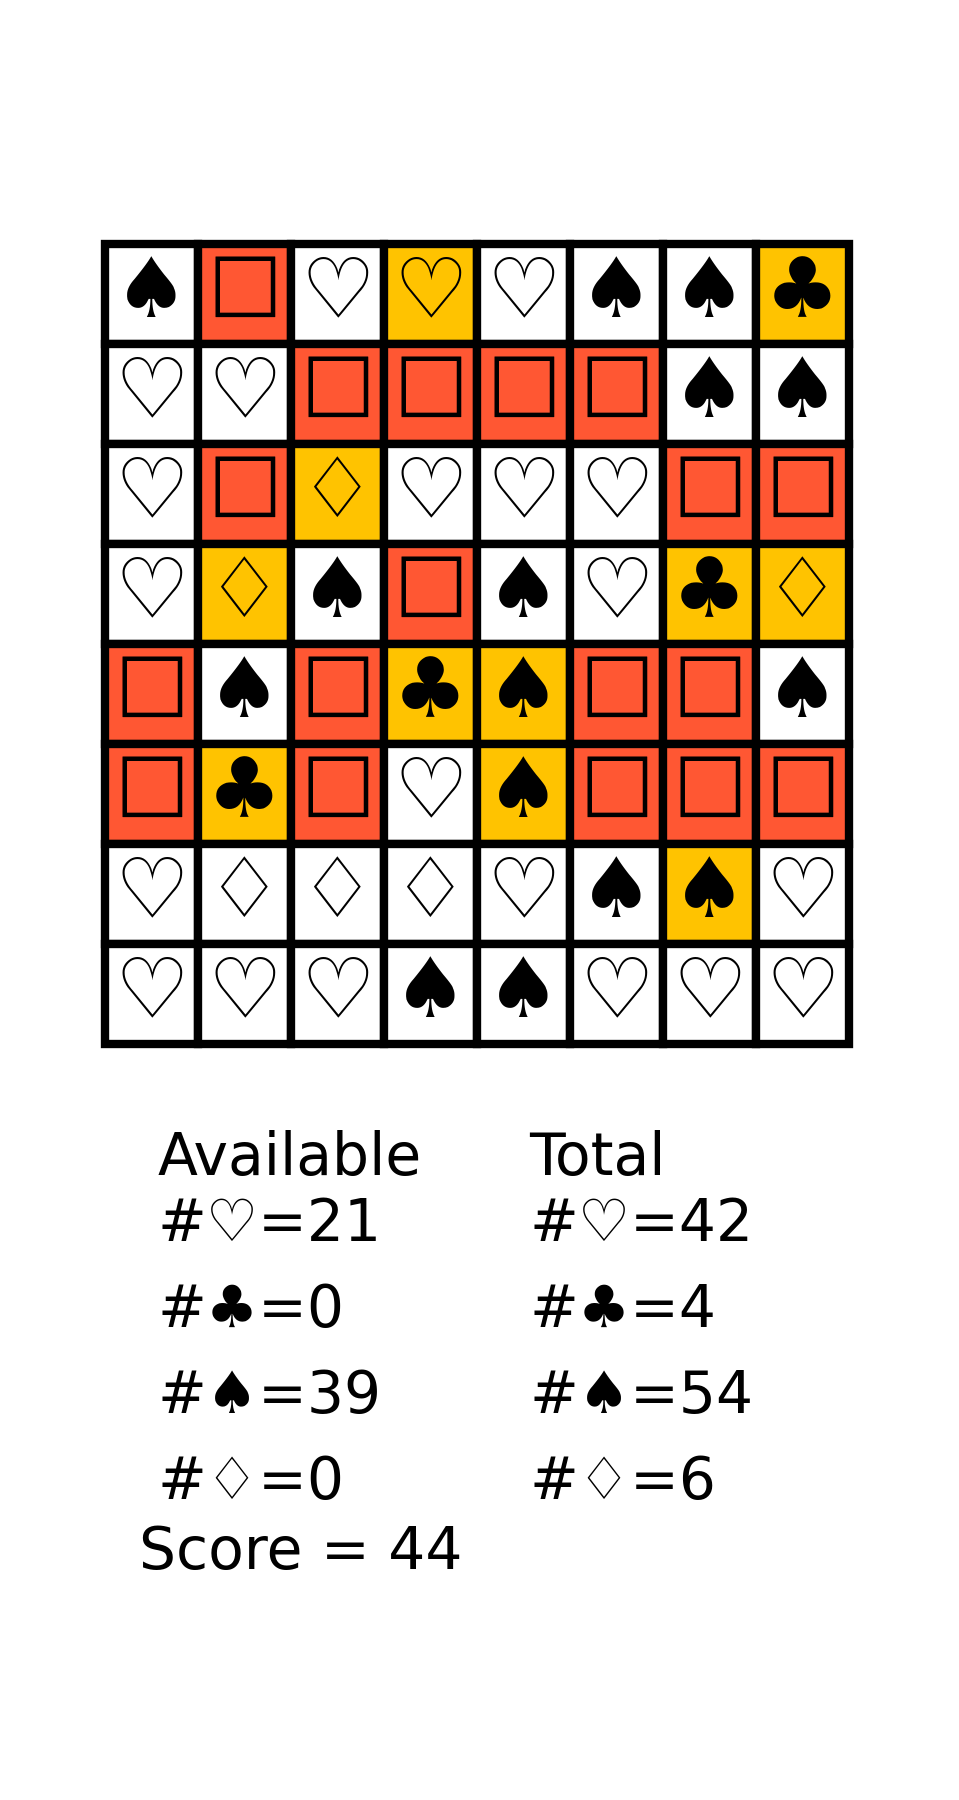 ♠ □ ♡ ♡ ♡ ♠ ♠ ♣
♡ ♡ □ □ □ □ ♠ ♠
♡ □ ♢ ♡ ♡ ♡ □ □
♡ ♢ ♠ □ ♠ ♡ ♣ ♢
□ ♠ □ ♣ ♠ □ □ ♠
□ ♣ □ ♡ ♠ □ □ □
♡ ♢ ♢ ♢ ♡ ♠ ♠ ♡
♡ ♡ ♡ ♠ ♠ ♡ ♡ ♡
Available Total
#♡=21 #♡=42
#♣=0 #♣=4
#♠=39 #♠=54
#♢=0 #♢=6
Score = 44